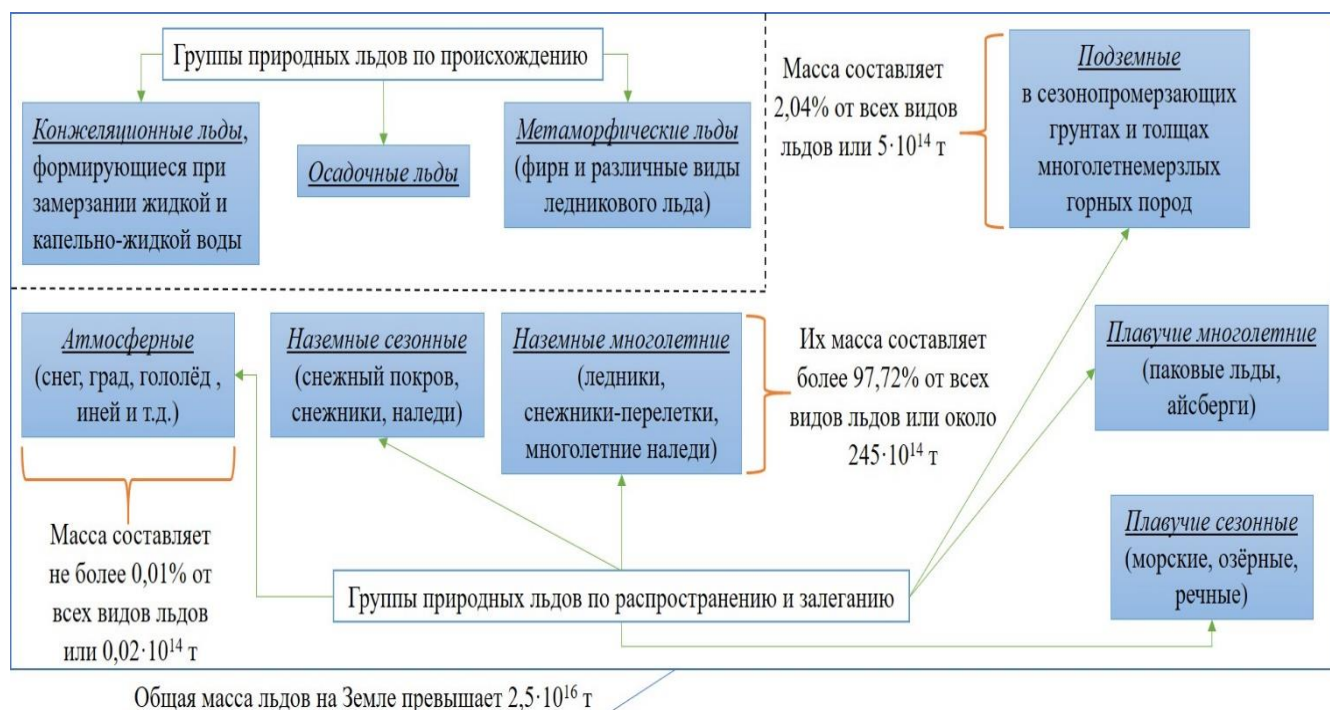 Группы природных льдов по происхождению
Конжеляционные льды,
формирующиеся при
замерзании жидкой и
капельно-жидкой воды
Осадочные льды
Метаморфические льды
(фирн и различные виды
ледникового льда)
Масса составляет
2,04% от всех видов
льдов или 5·10¹⁴ т
Подземные
в сезонопромерзающих
грунтах и толщах
многолетнемерзлых
горных пород
Атмосферные
(снег, град, гололёд ,
иней и т.д.)
Наземные сезонные
(снежный покров,
снежники, наледи)
Наземные многолетние
(ледники,
снежники-перелетки,
многолетние наледи)
Их масса составляет
более 97,72% от всех
видов льдов или около
245·10¹⁴ т
Плавучие многолетние
(паковые льды,
айсберги)
Масса составляет
не более 0,01% от
всех видов льдов
или 0,02·10¹⁴ т
Группы природных льдов по распространению и залеганию
Плавучие сезонные
(морские, озёрные,
речные)
Общая масса льдов на Земле превышает 2,5·10¹⁶ т